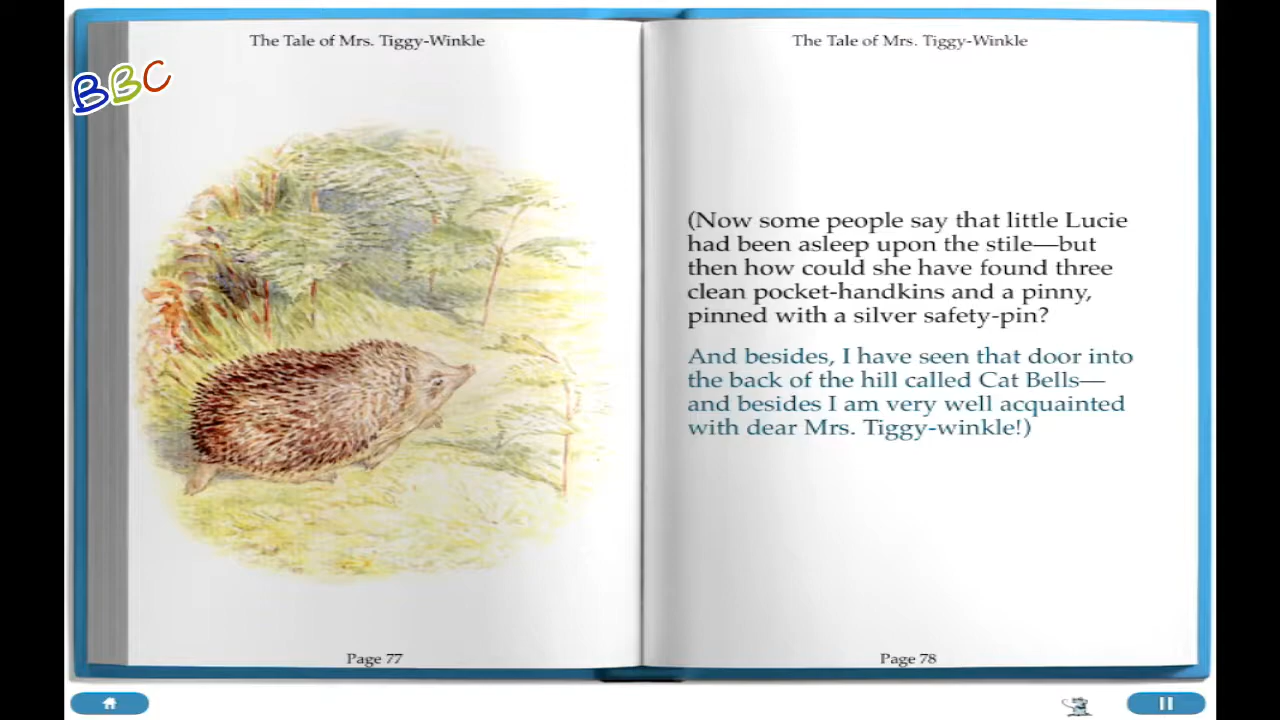 The Tale of Mrs. Tiggy-Winkle
BBC
Page 77
The Tale of Mrs. Tiggy-Winkle
(Now some people say that little Lucie
had been asleep upon the stile—but
then how could she have found three
clean pocket-handkins and a pinny,
pinned with a silver safety-pin?
And besides, I have seen that door into
the back of the hill called Cat Bells—
and besides I am very well acquainted
with dear Mrs. Tiggy-winkle!)
Page 78